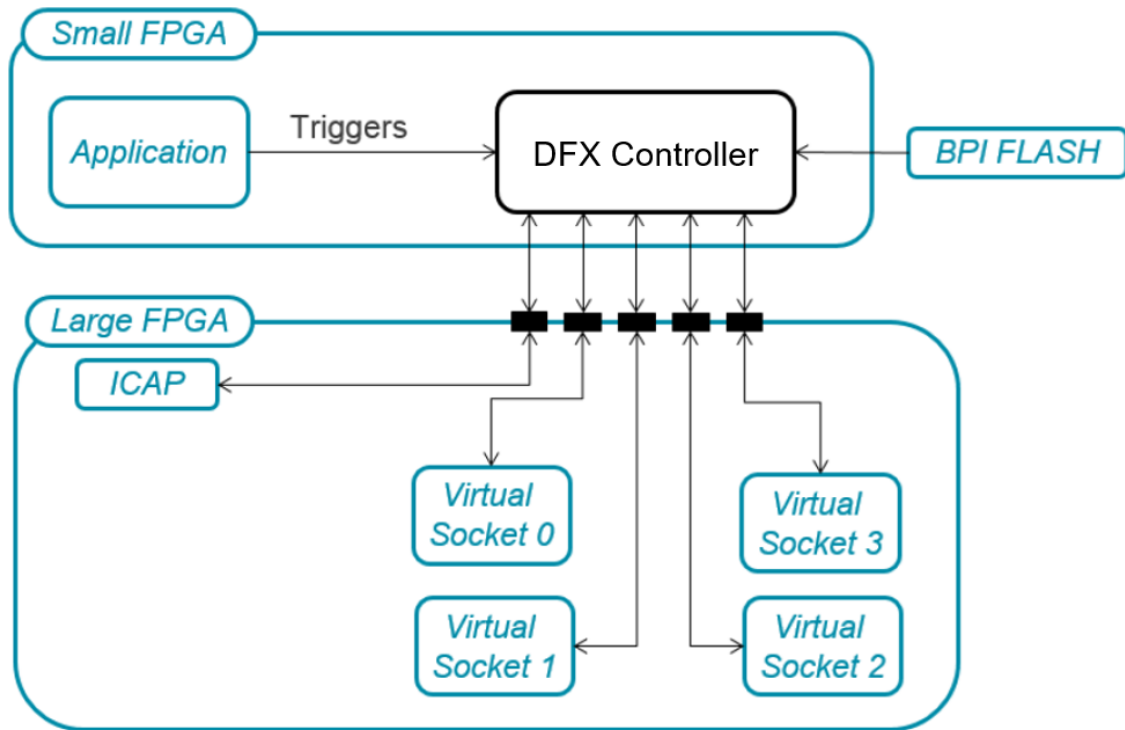 Small FPGA
Application
Triggers
DFX Controller
BPI FLASH
Large FPGA
ICAP
Virtual
Socket 0
Virtual
Socket 3
Virtual
Socket 1
Virtual
Socket 2